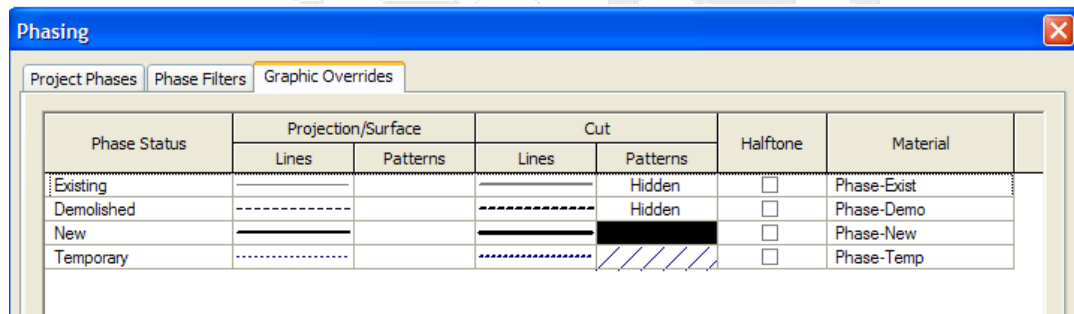 Phasing
Project Phases Phase Filters Graphic Overrides
Phase Status Projection/Surface Cut Halftone Material
Lines Patterns Lines Patterns
Existing Hidden Phase-Exist
Demolished Hidden Phase-Demo
New Phase-New
Temporary Phase-Temp